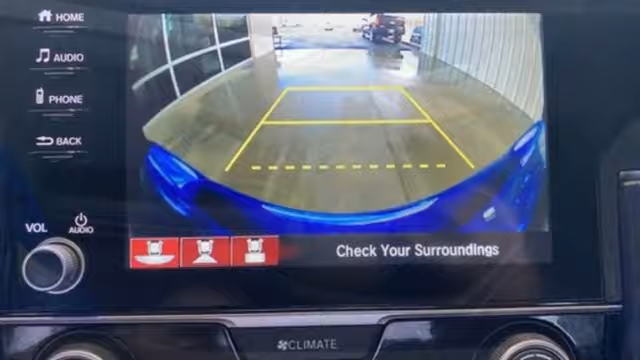 HOME
AUDIO
PHONE
BACK
VOL
AUDIO
Check Your Surroundings
CLIMATE